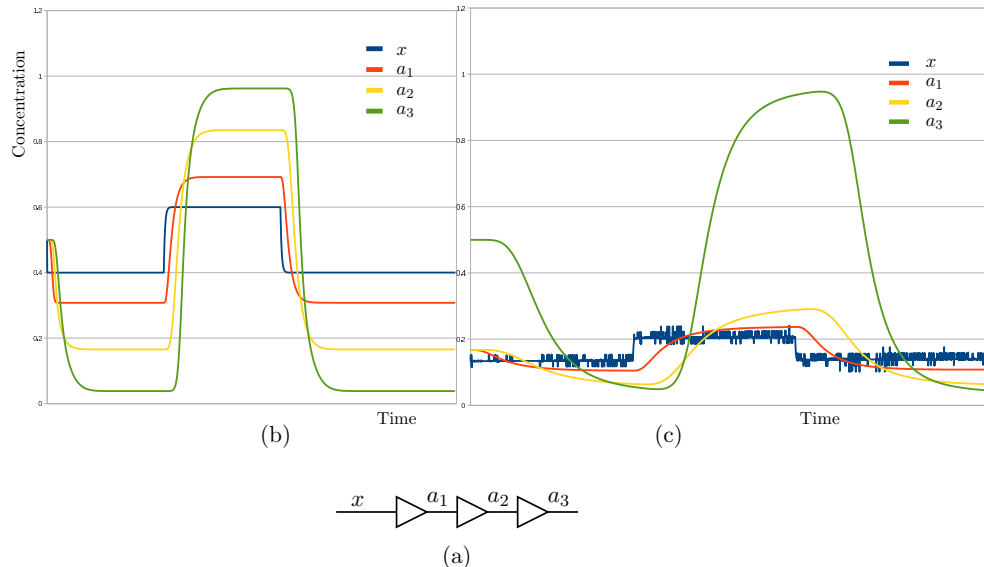 1.2
1
0.8
0.6
0.4
0.2
0
Concentration
x
a1
a2
a3
Time
(b)
1.2
1
0.8
0.6
0.4
0.2
0
x
a1
a2
a3
Time
(c)
x a1 a2 a3
(a)